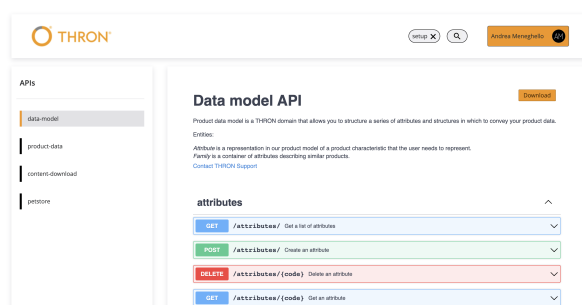 THRON
setup
Andrea Meneghello
AM
APIs
data-model
product-data
content-download
petstore
Data model API
Download
Product data model is a THRON domain that allows you to structure a series of attributes and structures in which to convey your product data.
Entities:
Attribute is a representation in our product model of a product characteristic that the user needs to represent.
Family is a container of attributes describing similar products.
Contact THRON Support
attributes
GET /attributes/ Get a list of attributes
POST /attributes/ Create an attribute
DELETE /attributes/{code} Delete an attribute
GET /attributes/{code} Get an attribute